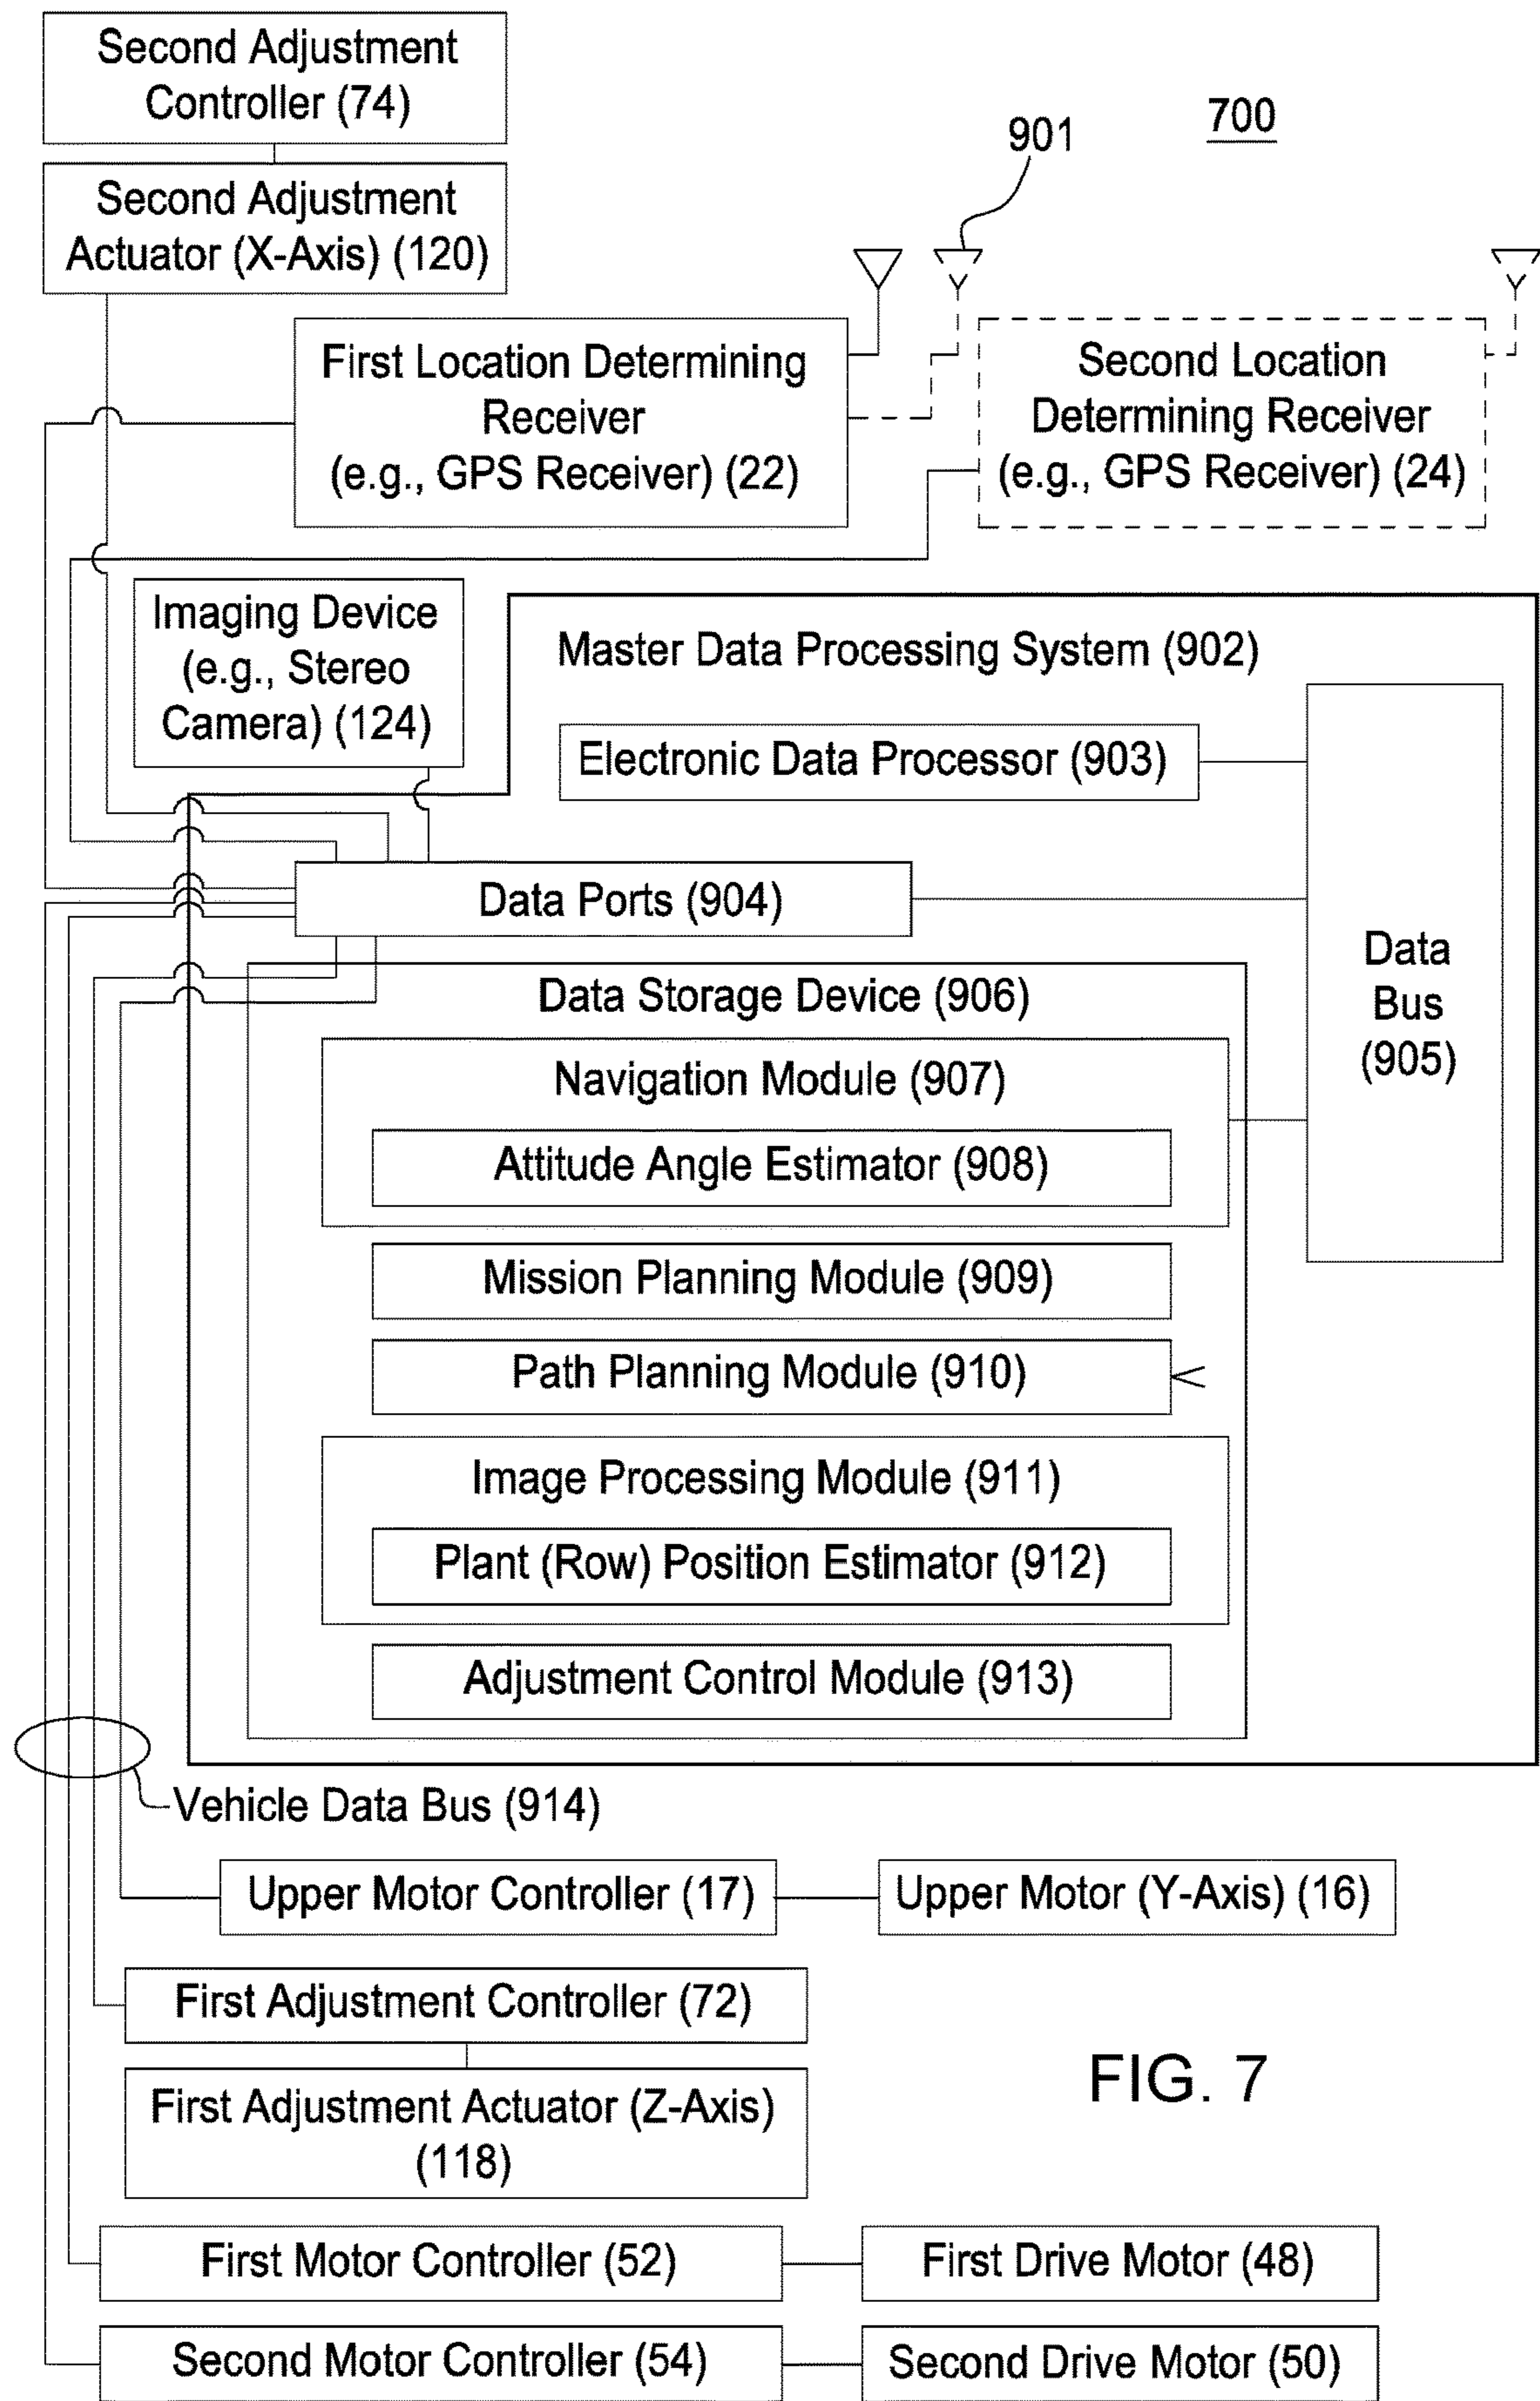 Second Adjustment
Controller (74)
Second Adjustment
Actuator (X-Axis) (120)
901
700
First Location Determining
Receiver
(e.g., GPS Receiver) (22)
Second Location
Determining Receiver
(e.g., GPS Receiver) (24)
Imaging Device
(e.g., Stereo
Camera) (124)
Master Data Processing System (902)
Electronic Data Processor (903)
Data Ports (904)
Data
Bus
(905)
Data Storage Device (906)
Navigation Module (907)
Attitude Angle Estimator (908)
Mission Planning Module (909)
Path Planning Module (910)
Image Processing Module (911)
Plant (Row) Position Estimator (912)
Adjustment Control Module (913)
Vehicle Data Bus (914)
Upper Motor Controller (17)
Upper Motor (Y-Axis) (16)
First Adjustment Controller (72)
First Adjustment Actuator (Z-Axis)
(118)
FIG. 7
First Motor Controller (52)
First Drive Motor (48)
Second Motor Controller (54)
Second Drive Motor (50)